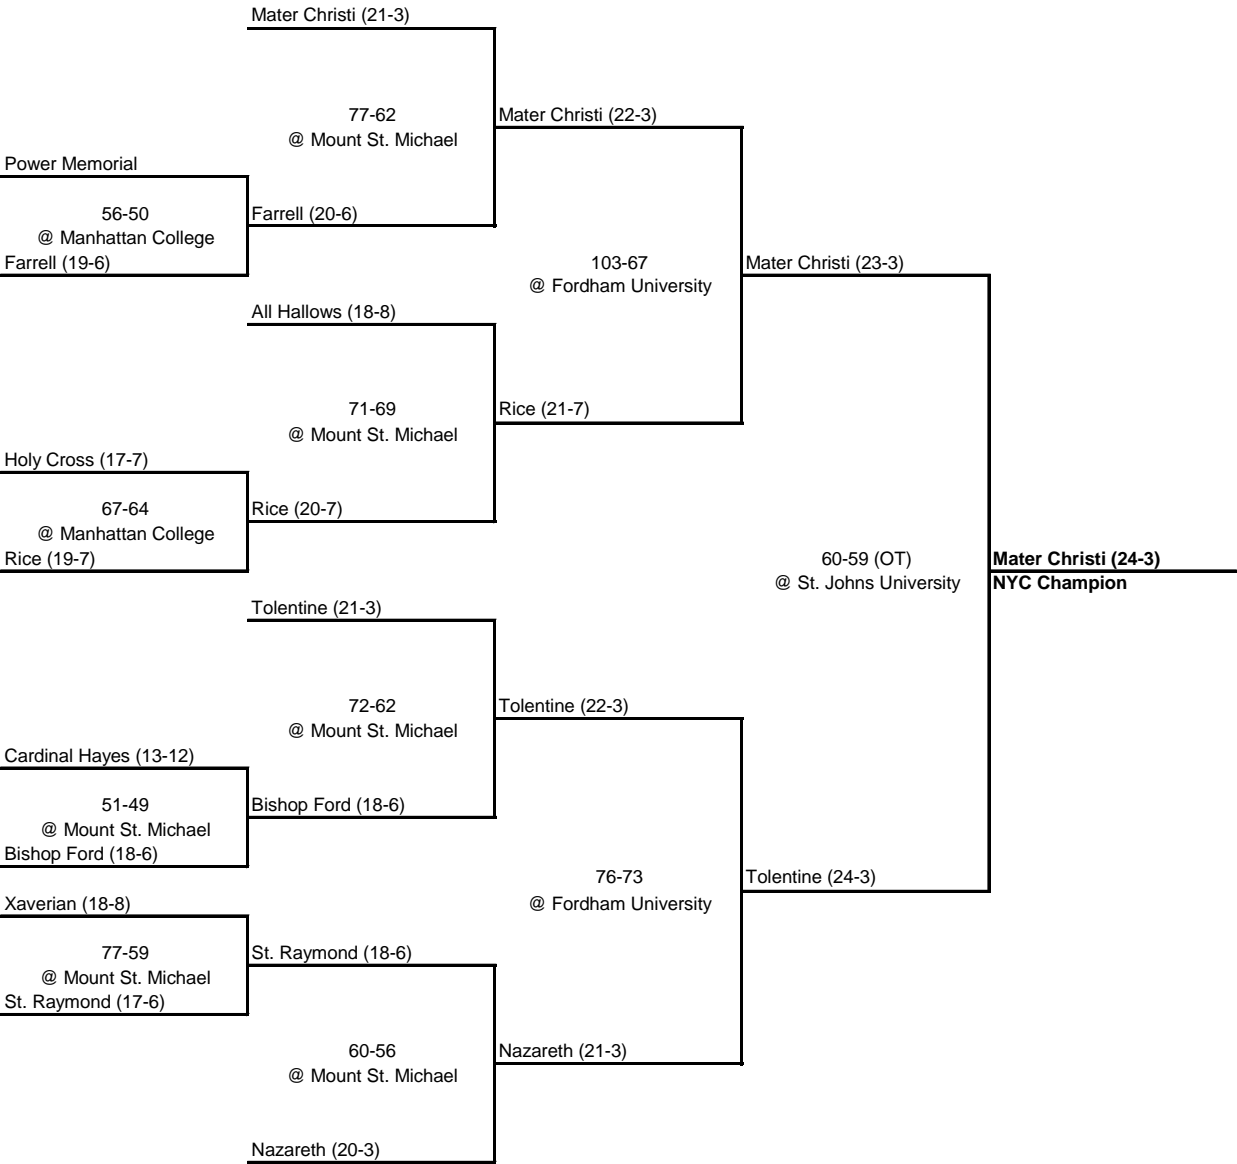 Mater Christi (21-3)
77-62
@ Mount St. Michael
Mater Christi (22-3)
Power Memorial
56-50
@ Manhattan College
Farrell (20-6)
Farrell (19-6)
103-67
@ Fordham University
Mater Christi (23-3)
All Hallows (18-8)
71-69
@ Mount St. Michael
Rice (21-7)
Holy Cross (17-7)
67-64
@ Manhattan College
Rice (20-7)
Rice (19-7)
60-59 (OT)
@ St. Johns University
Mater Christi (24-3)
NYC Champion
Tolentine (21-3)
72-62
@ Mount St. Michael
Tolentine (22-3)
Cardinal Hayes (13-12)
51-49
@ Mount St. Michael
Bishop Ford (18-6)
Bishop Ford (18-6)
76-73
@ Fordham University
Tolentine (24-3)
Xaverian (18-8)
77-59
@ Mount St. Michael
St. Raymond (18-6)
St. Raymond (17-6)
60-56
@ Mount St. Michael
Nazareth (21-3)
Nazareth (20-3)